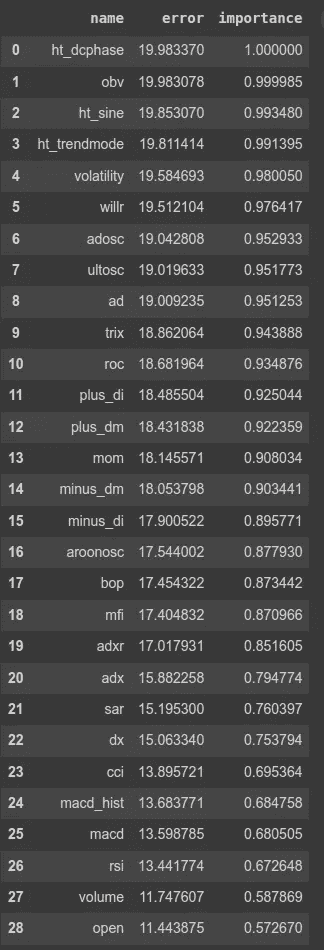 name error importance
0 ht_dcphase 19.983370 1.000000
1 obv 19.983078 0.999985
2 ht_sine 19.853070 0.993480
3 ht_trendmode 19.811414 0.991395
4 volatility 19.584693 0.980050
5 willr 19.512104 0.976417
6 adosc 19.042808 0.952933
7 ultosc 19.019633 0.951773
8 ad 19.009235 0.951253
9 trix 18.862064 0.943888
10 roc 18.681964 0.934876
11 plus_di 18.485504 0.925044
12 plus_dm 18.431838 0.922359
13 mom 18.145571 0.908034
14 minus_dm 18.053798 0.903441
15 minus_di 17.900522 0.895771
16 aroonosc 17.544002 0.877930
17 bop 17.454322 0.873442
18 mfi 17.404832 0.870966
19 adxr 17.017931 0.851605
20 adx 15.882258 0.794774
21 sar 15.195300 0.760397
22 dx 15.063340 0.753794
23 cci 13.895721 0.695364
24 macd_hist 13.683771 0.684758
25 macd 13.598785 0.680505
26 rsi 13.441774 0.672648
27 volume 11.747607 0.587869
28 open 11.443875 0.572670